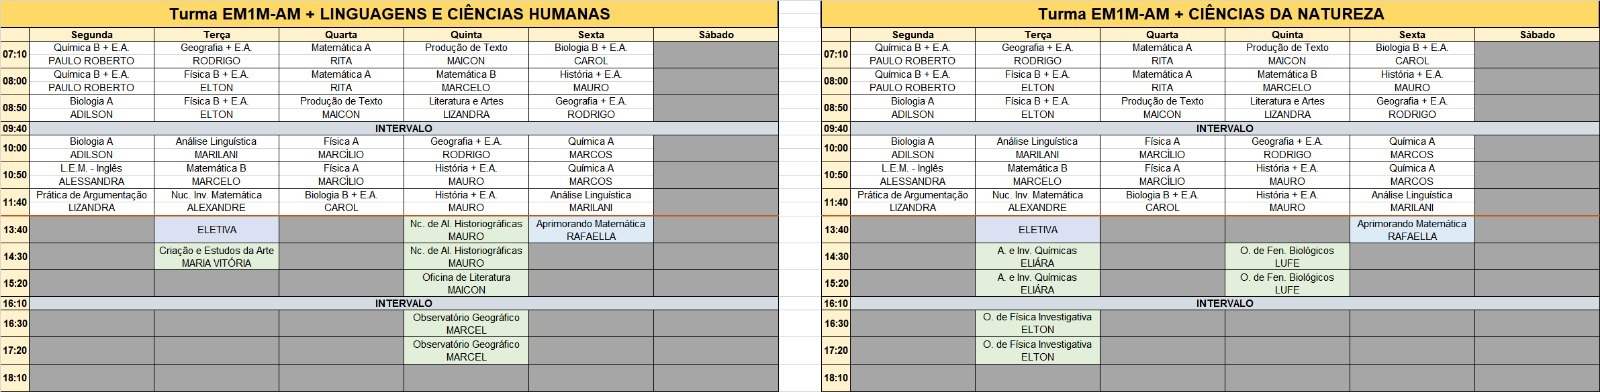 Turma EM1M-AM + LINGUAGENS E CIÊNCIAS HUMANAS
Segunda Terça Quarta Quinta Sexta Sábado
07:10 Química B + E.A. Geografia + E.A. Matemática A Produção de Texto Biologia B + E.A.
PAULO ROBERTO RODRIGO RITA MAICON CAROL
08:00 Química B + E.A. Física B + E.A. Matemática A Matemática B História + E.A.
PAULO ROBERTO ELTON RITA MARCELO MAURO
08:50 Biologia A Física B + E.A. Produção de Texto Literatura e Artes Geografia + E.A.
ADILSON ELTON MAICON LIZANDRA RODRIGO
09:40 INTERVALO
10:00 Biologia A Análise Linguística Física A Geografia + E.A. Química A
ADILSON MARILANI MARCÍLIO RODRIGO MARCOS
10:50 L.E.M. - Inglês Matemática B Física A História + E.A. Química A
ALESSANDRA MARCELO MARCÍLIO MAURO MARCOS
11:40 Prática de Argumentação Nuc. Inv. Matemática Biologia B + E.A. História + E.A. Análise Linguística
LIZANDRA ALEXANDRE CAROL MAURO MARILANI
13:40 ELETIVA Nc. de Al. Historiográficas Aprimorando Matemática
MAURO RAFAELLA
14:30 Criação e Estudos da Arte Nc. de Al. Historiográficas
MARIA VITÓRIA MAURO
15:20 Oficina de Literatura
MAICON
16:10 INTERVALO
16:30 Observatório Geográfico
MARCEL
17:20 Observatório Geográfico
MARCEL
18:10
Turma EM1M-AM + CIÊNCIAS DA NATUREZA
Segunda Terça Quarta Quinta Sexta Sábado
07:10 Química B + E.A. Geografia + E.A. Matemática A Produção de Texto Biologia B + E.A.
PAULO ROBERTO RODRIGO RITA MAICON CAROL
08:00 Química B + E.A. Física B + E.A. Matemática A Matemática B História + E.A.
PAULO ROBERTO ELTON RITA MARCELO MAURO
08:50 Biologia A Física B + E.A. Produção de Texto Literatura e Artes Geografia + E.A.
ADILSON ELTON MAICON LIZANDRA RODRIGO
09:40 INTERVALO
10:00 Biologia A Análise Linguística Física A Geografia + E.A. Química A
ADILSON MARILANI MARCÍLIO RODRIGO MARCOS
10:50 L.E.M. - Inglês Matemática B Física A História + E.A. Química A
ALESSANDRA MARCELO MARCÍLIO MAURO MARCOS
11:40 Prática de Argumentação Nuc. Inv. Matemática Biologia B + E.A. História + E.A. Análise Linguística
LIZANDRA ALEXANDRE CAROL MAURO MARILANI
13:40 ELETIVA Aprimorando Matemática
RAFAELLA
14:30 A. e Inv. Químicas O. de Fen. Biológicos
ELIÁRA LUFE
15:20 A. e Inv. Químicas O. de Fen. Biológicos
ELIÁRA LUFE
16:10 INTERVALO
16:30 O. de Física Investigativa
ELTON
17:20 O. de Física Investigativa
ELTON
18:10